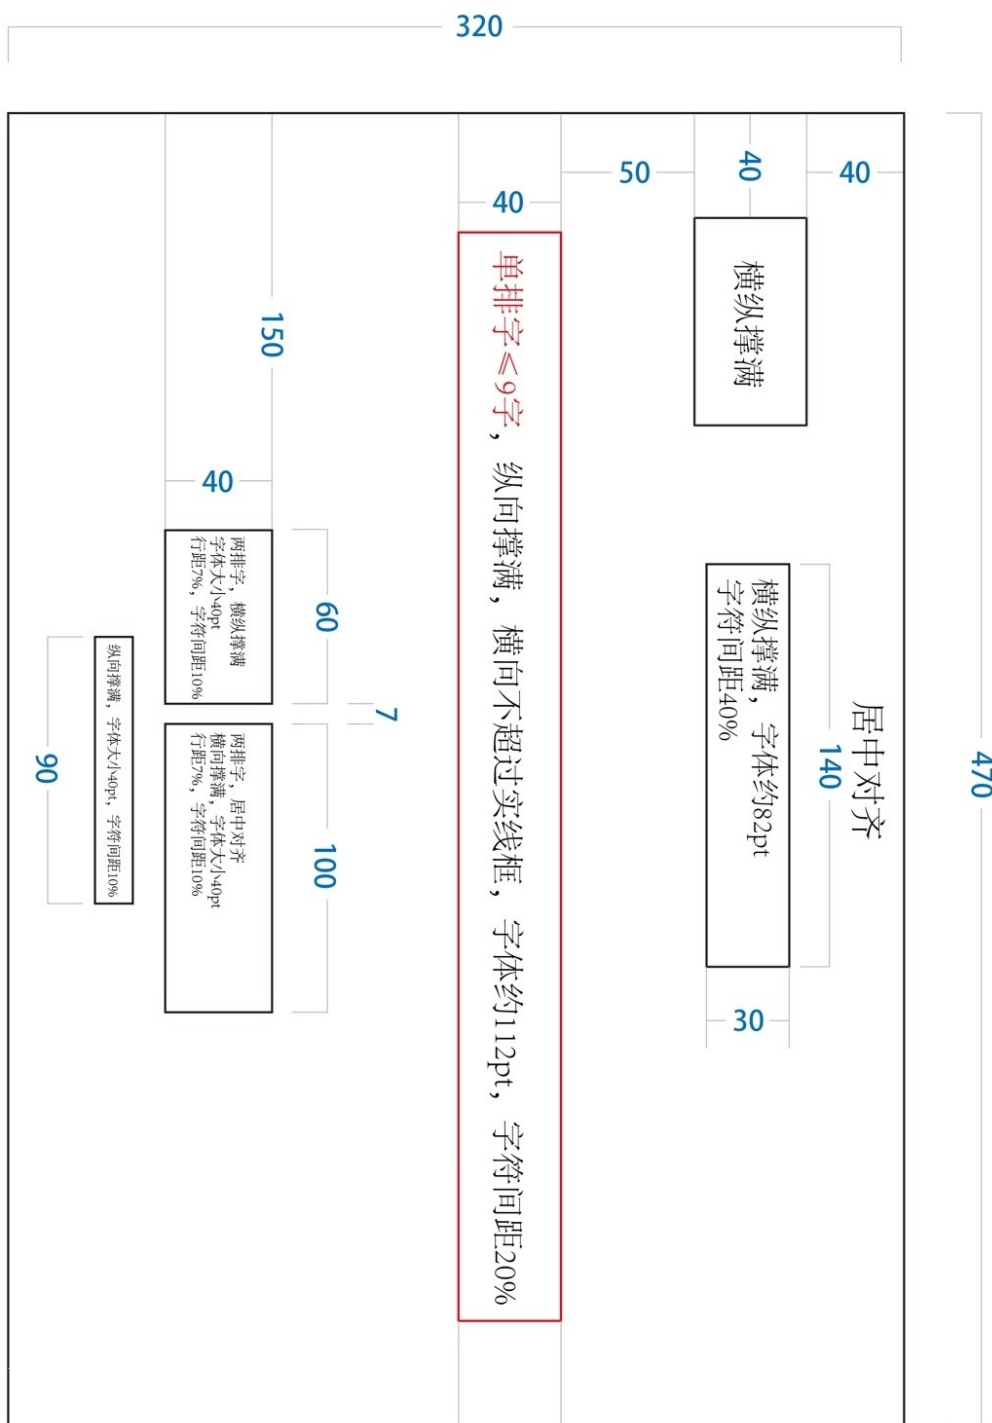 320
470
40
40
50
40
横纵撑满
居中对齐
140
横纵撑满，字体约82pt
字符间距40%
30
单排字≤9字，纵向撑满，横向不超过实线框，字体约112pt，字符间距20%
150
40
60
7
100
两排字，横纵撑满
字体大小40pt
行距7%，字符间距10%
两排字，居中对齐
横向撑满，字体大小40pt
行距7%，字符间距10%
90
纵向撑满，字体大小40pt，字符间距10%